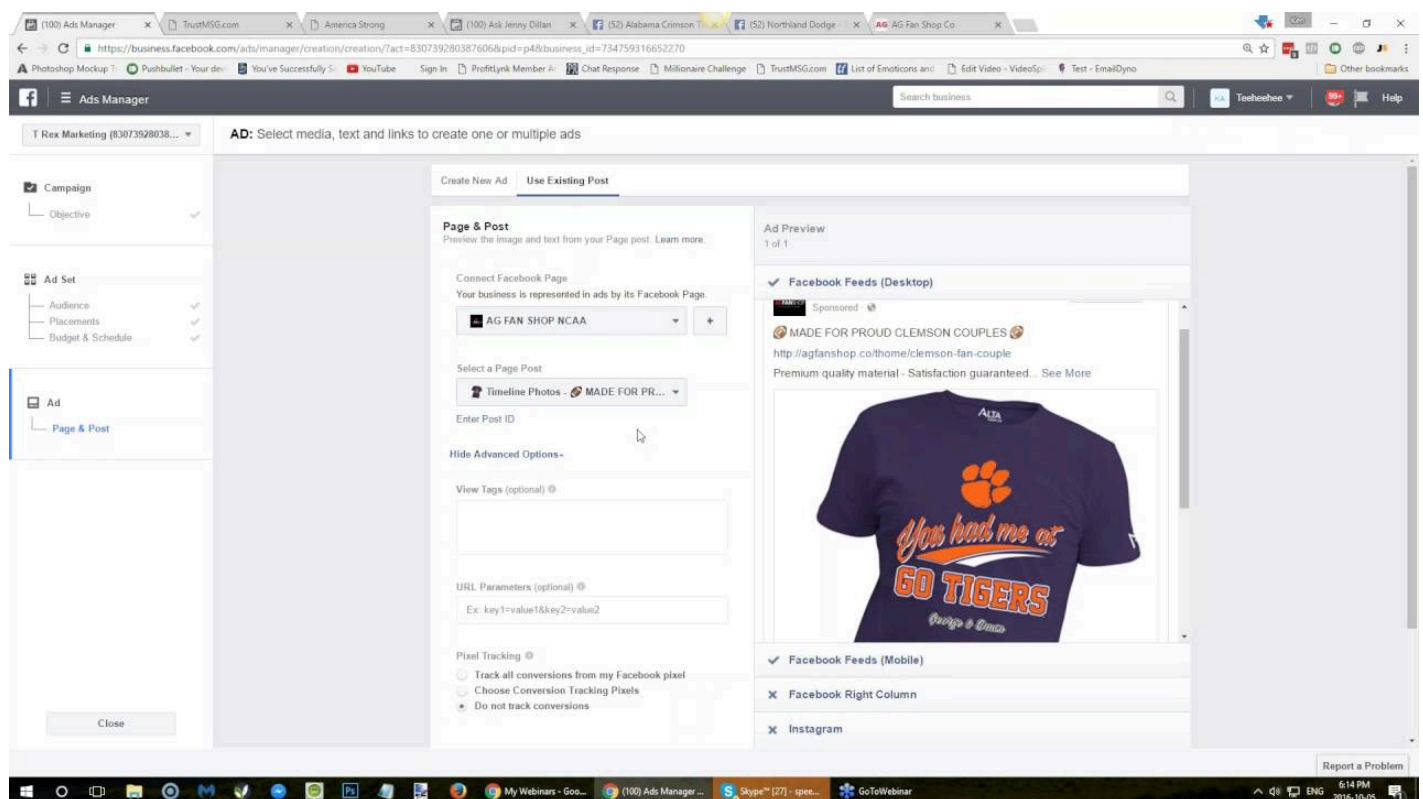 (100) Ads Manager
TrustMSG.com
America Strong
(100) Ask Jenny Dillan
(52) Alabama Crimson
(52) Northland Dodge
AG AG Fan Shop Co
https://business.facebook.com/ads/manager/creation/creation/?act=830739280387606&pid=p4&business_id=734759316652270
Photoshop Mockup
Pushbullet - Your dev
You've Successfully S
YouTube
Sign In
ProfitLynk Member A
Chat Response
Millionaire Challenge
TrustMSG.com
List of Emoticons and
Edit Video - VideoSp
Test - EmailDyno
Other bookmarks
Ads Manager
Search business
KA
Teeheehee
99+
Help
T Rex Marketing (83073928038...
AD: Select media, text and links to create one or multiple ads
Campaign
Objective
Ad Set
Audience
Placements
Budget & Schedule
Ad
Page & Post
Close
Create New Ad
Use Existing Post
Page & Post
Preview the image and text from your Page post. Learn more.
Connect Facebook Page
Your business is represented in ads by its Facebook Page.
AG FAN SHOP NCAA
+
Select a Page Post
Timeline Photos - 🏈 MADE FOR PR...
Enter Post ID
Hide Advanced Options
View Tags (optional)
URL Parameters (optional)
Ex: key1=value1&key2=value2
Pixel Tracking
Track all conversions from my Facebook pixel
Choose Conversion Tracking Pixels
Do not track conversions
Ad Preview
1 of 1
Facebook Feeds (Desktop)
Sponsored ·
🏈 MADE FOR PROUD CLEMSON COUPLES 🏈
http://agfanshop.co/thome/clemson-fan-couple
Premium quality material - Satisfaction guaranteed... See More
ALTA
You had me at
GO TIGERS
Facebook Feeds (Mobile)
Facebook Right Column
Instagram
Report a Problem
My Webinars - Goo...
(100) Ads Manager ...
Skype™ [27] - spee...
GoToWebinar
ENG
6:14 PM
2016-10-05